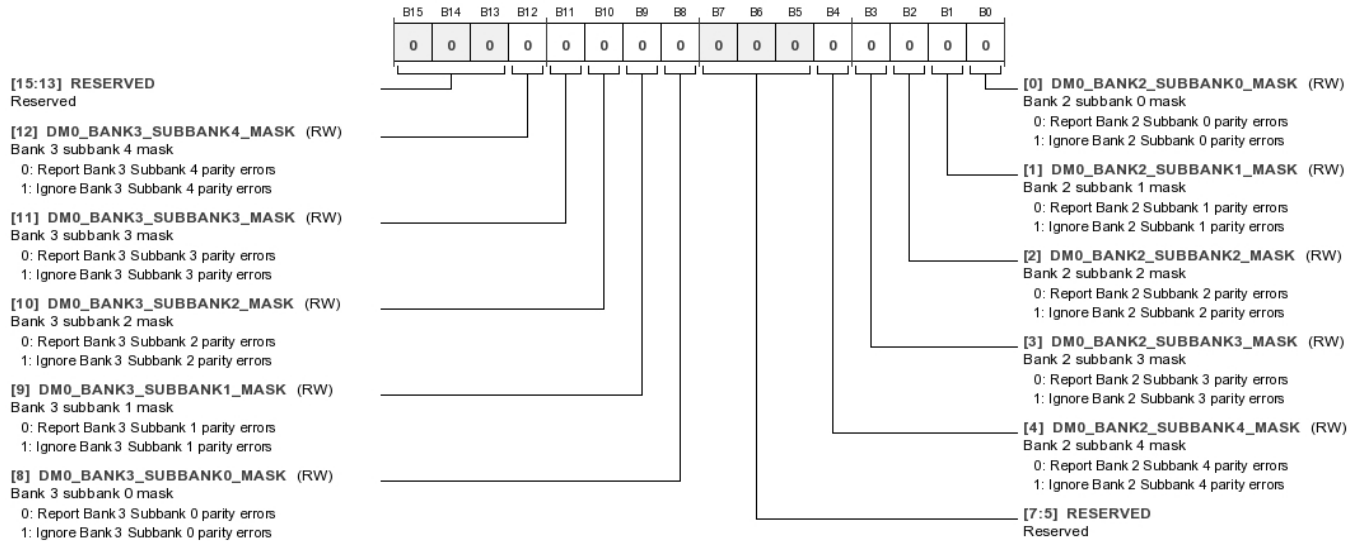 B15 B14 B13 B12 B11 B10 B9 B8 B7 B6 B5 B4 B3 B2 B1 B0
0 0 0 0 0 0 0 0 0 0 0 0 0 0 0 0
[15:13] RESERVED
Reserved
[12] DM0_BANK3_SUBBANK4_MASK (RW)
Bank 3 subbank 4 mask
0: Report Bank 3 Subbank 4 parity errors
1: Ignore Bank 3 Subbank 4 parity errors
[11] DM0_BANK3_SUBBANK3_MASK (RW)
Bank 3 subbank 3 mask
0: Report Bank 3 Subbank 3 parity errors
1: Ignore Bank 3 Subbank 3 parity errors
[10] DM0_BANK3_SUBBANK2_MASK (RW)
Bank 3 subbank 2 mask
0: Report Bank 3 Subbank 2 parity errors
1: Ignore Bank 3 Subbank 2 parity errors
[9] DM0_BANK3_SUBBANK1_MASK (RW)
Bank 3 subbank 1 mask
0: Report Bank 3 Subbank 1 parity errors
1: Ignore Bank 3 Subbank 1 parity errors
[8] DM0_BANK3_SUBBANK0_MASK (RW)
Bank 3 subbank 0 mask
0: Report Bank 3 Subbank 0 parity errors
1: Ignore Bank 3 Subbank 0 parity errors
[0] DM0_BANK2_SUBBANK0_MASK (RW)
Bank 2 subbank 0 mask
0: Report Bank 2 Subbank 0 parity errors
1: Ignore Bank 2 Subbank 0 parity errors
[1] DM0_BANK2_SUBBANK1_MASK (RW)
Bank 2 subbank 1 mask
0: Report Bank 2 Subbank 1 parity errors
1: Ignore Bank 2 Subbank 1 parity errors
[2] DM0_BANK2_SUBBANK2_MASK (RW)
Bank 2 subbank 2 mask
0: Report Bank 2 Subbank 2 parity errors
1: Ignore Bank 2 Subbank 2 parity errors
[3] DM0_BANK2_SUBBANK3_MASK (RW)
Bank 2 subbank 3 mask
0: Report Bank 2 Subbank 3 parity errors
1: Ignore Bank 2 Subbank 3 parity errors
[4] DM0_BANK2_SUBBANK4_MASK (RW)
Bank 2 subbank 4 mask
0: Report Bank 2 Subbank 4 parity errors
1: Ignore Bank 2 Subbank 4 parity errors
[7:5] RESERVED
Reserved